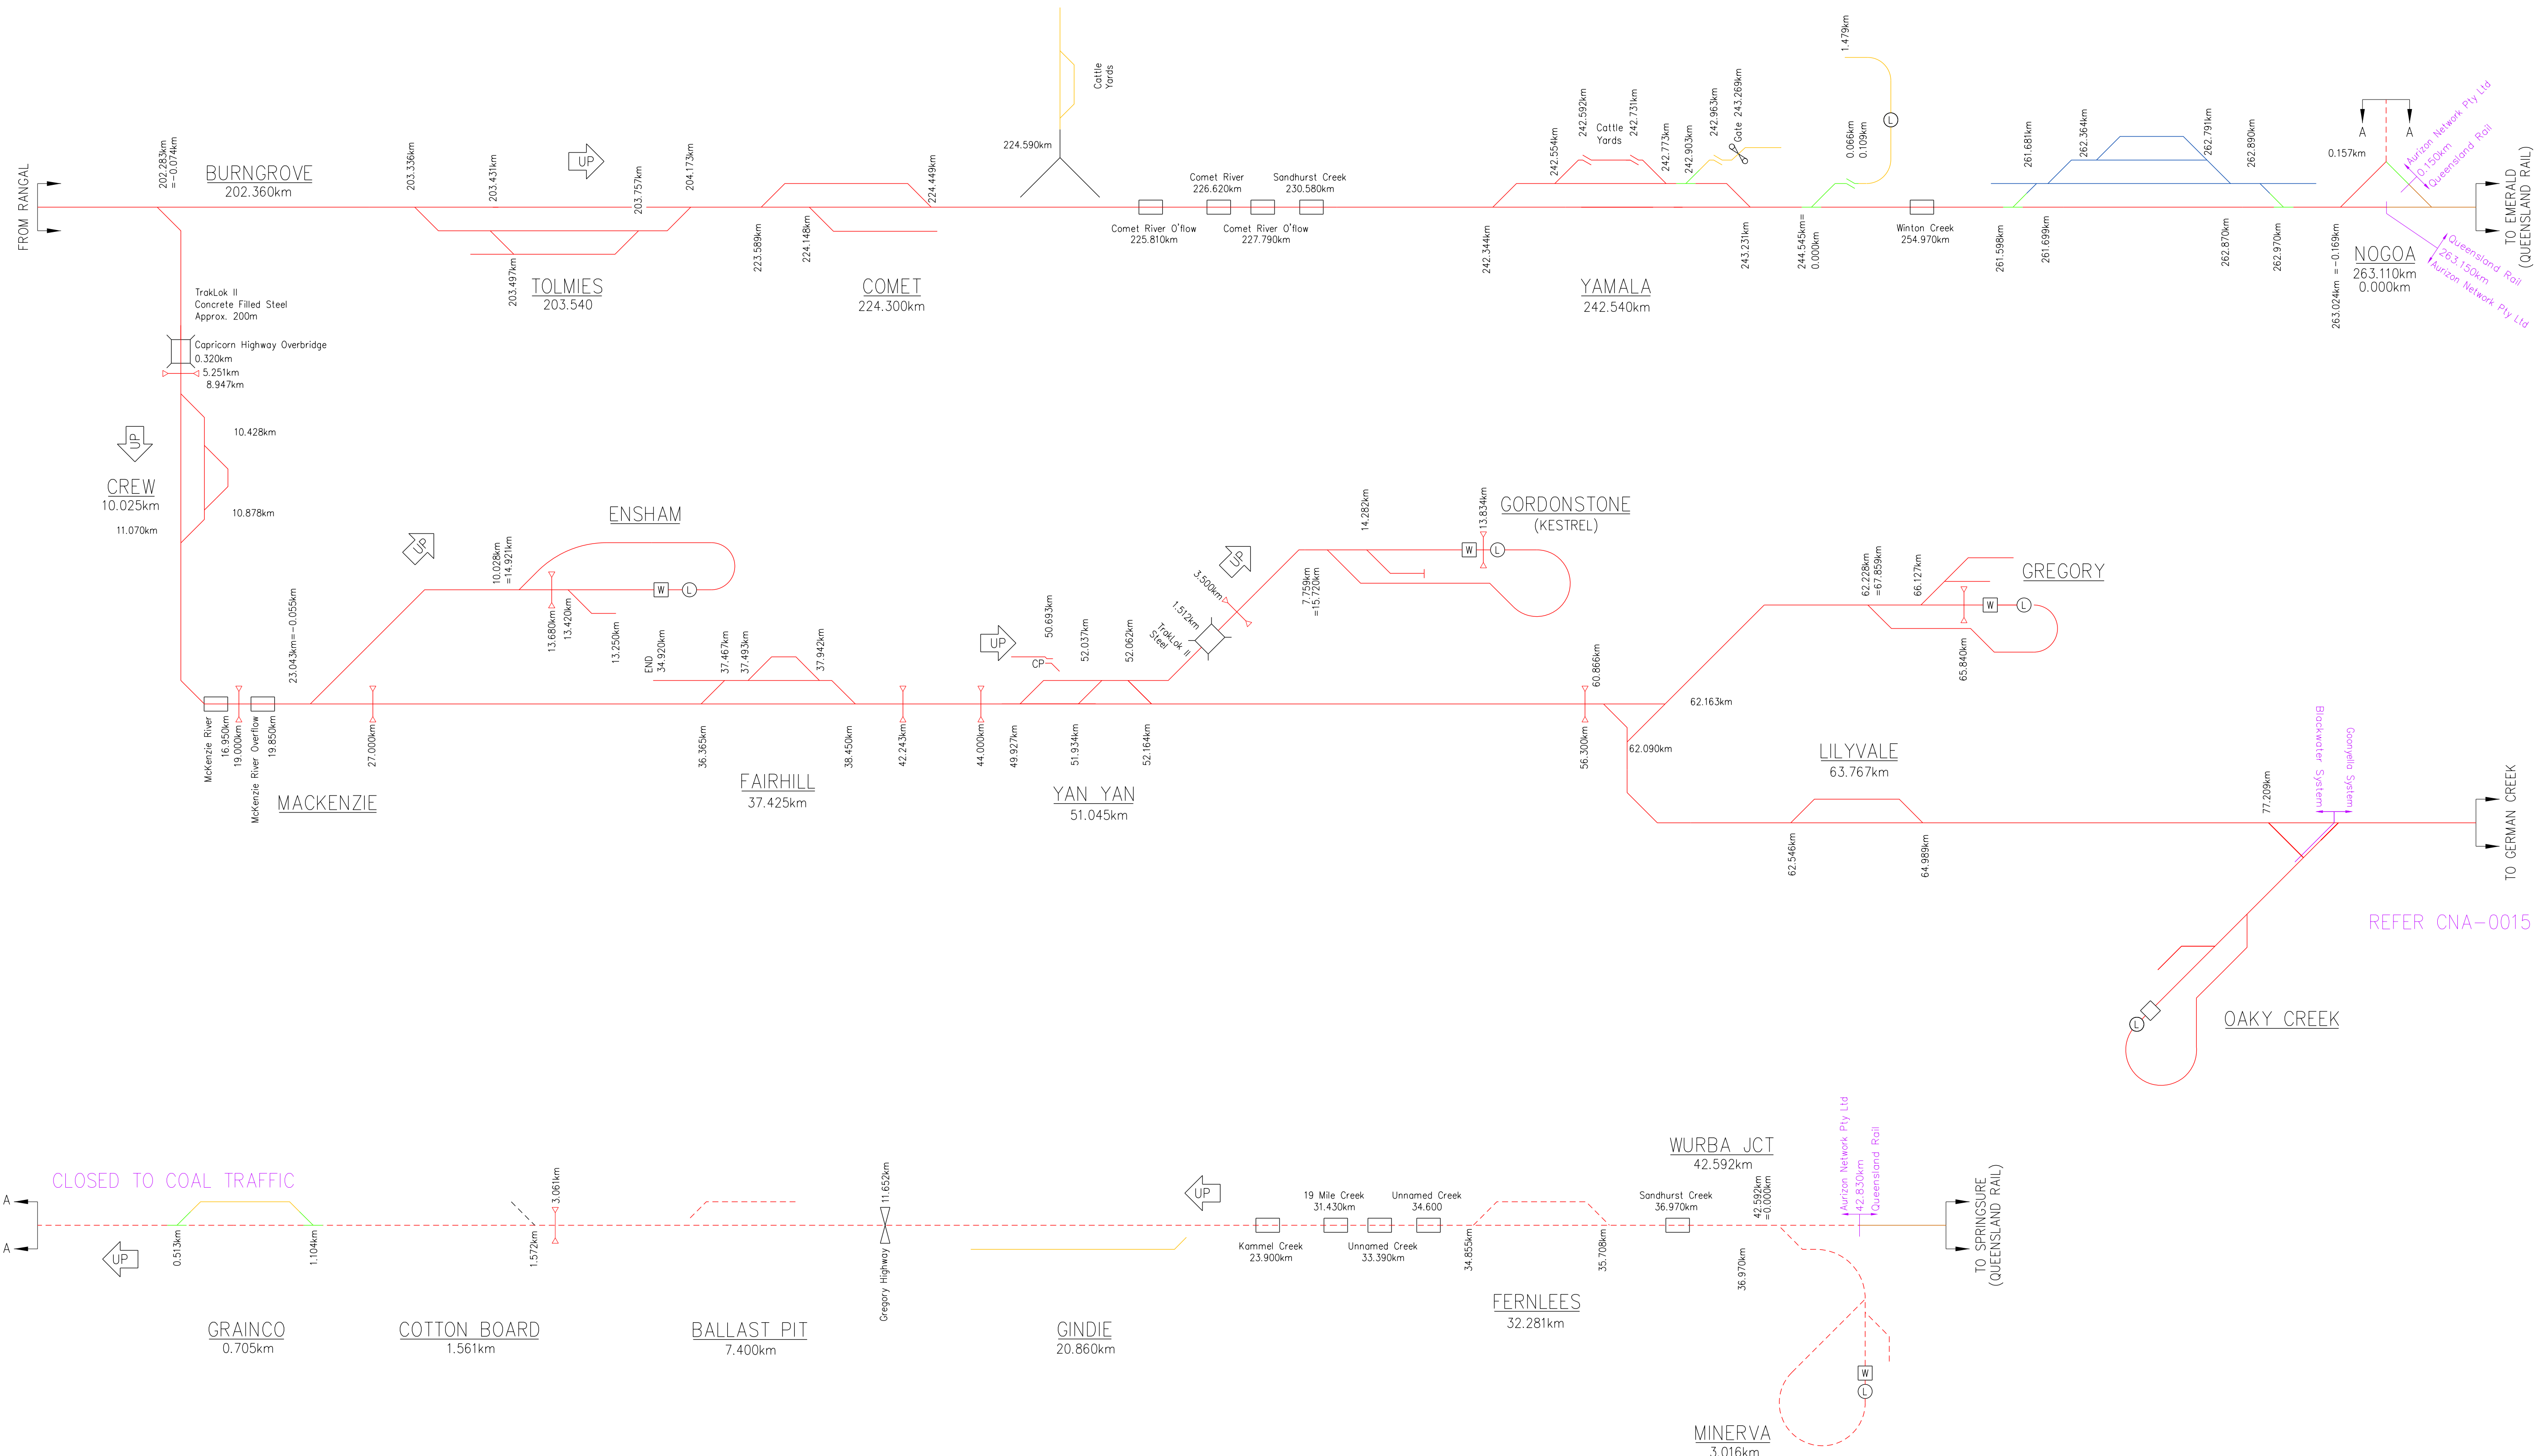 FROM RANGAL
202.283km
=-0.074km
BURNGROVE
202.360km
203.336km
203.431km
203.497km
UP
TOLMIES
203.540
203.757km
204.173km
223.589km
224.148km
COMET
224.300km
224.449km
224.590km
Cattle
Yards
Comet River O'flow
225.810km
Comet River
226.620km
Comet River O'flow
227.790km
Sandhurst Creek
230.580km
242.344km
242.554km
242.592km
Cattle
Yards
242.731km
242.773km
242.903km
242.963km
Gate 243.269km
YAMALA
242.540km
243.231km
244.545km=
0.000km
1.479km
0.066km
0.109km
L
Winton Creek
254.970km
261.598km
261.681km
261.699km
262.364km
262.791km
262.870km
262.890km
262.970km
263.024km =-0.169km
0.157km
A
A
Aurizon Network Pty Ltd
0.150km
Queensland Rail
NOGOA
263.110km
0.000km
Queensland Rail
263.150km
Aurizon Network Pty Ltd
TO EMERALD
(QUEENSLAND RAIL)
TrakLok II
Concrete Filled Steel
Approx. 200m
Capricorn Highway Overbridge
0.320km
5.251km
8.947km
UP
CREW
10.025km
10.428km
10.878km
11.070km
McKenzie River
16.950km
19.000km
McKenzie River Overflow
19.850km
23.043km=-0.055km
MACKENZIE
27.000km
UP
ENSHAM
10.028km
=14.921km
13.680km
13.420km
13.250km
W
L
END
34.920km
36.365km
37.467km
37.493km
37.942km
38.450km
FAIRHILL
37.425km
42.243km
44.000km
UP
CP
49.927km
50.693km
51.934km
52.037km
52.062km
52.164km
YAN YAN
51.045km
TrakLok II
Steel
1.512km
3.500km
UP
7.759km
=15.720km
14.282km
W
13.834km
L
GORDONSTONE
(KESTREL)
56.300km
60.866km
62.090km
62.163km
62.228km
=67.859km
66.127km
65.840km
W
L
GREGORY
LILYVALE
63.767km
62.546km
64.989km
77.209km
Blackwater System
Goonyella System
TO GERMAN CREEK
REFER CNA-0015
OAKY CREEK
L
CLOSED TO COAL TRAFFIC
A
A
UP
0.513km
1.104km
GRAINCO
0.705km
1.572km
3.061km
COTTON BOARD
1.561km
BALLAST PIT
7.400km
Gregory Highway
11.652km
GINDIE
20.860km
UP
Kammel Creek
23.900km
19 Mile Creek
31.430km
Unnamed Creek
33.390km
Unnamed Creek
34.600
34.855km
35.708km
FERNLEES
32.281km
Sandhurst Creek
36.970km
36.970km
WURBA JCT
42.592km
42.592km
=0.000km
Aurizon Network Pty Ltd
42.830km
Queensland Rail
TO SPRINGSURE
(QUEENSLAND RAIL)
W
L
MINERVA
3.016km